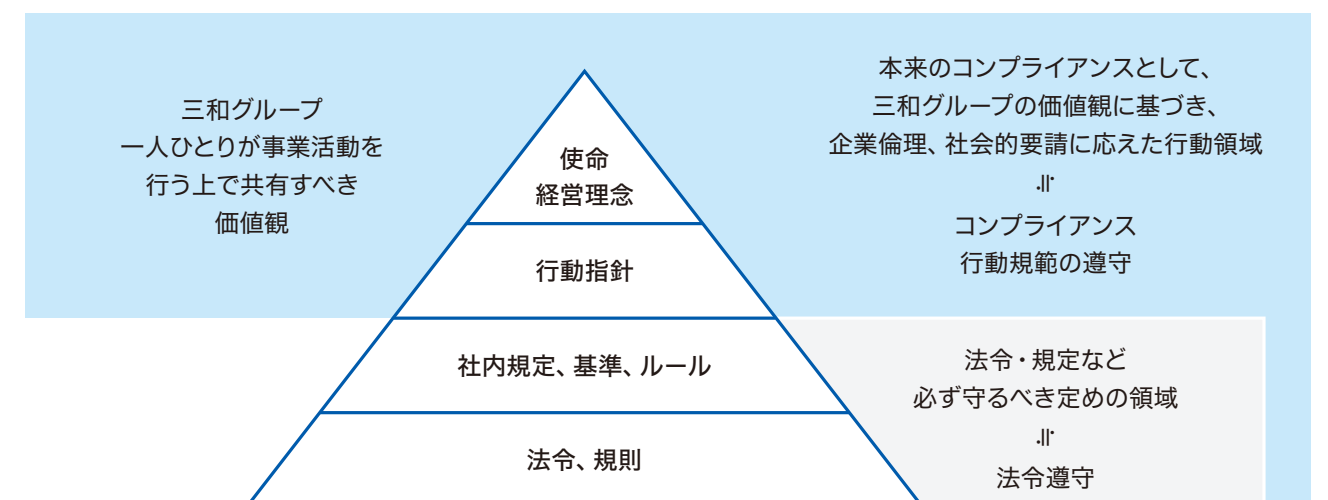 三和グループ
一人ひとりが事業活動を
行う上で共有すべき
価値観
使命
経営理念
行動指針
社内規定、基準、ルール
法令、規則
本来のコンプライアンスとして、
三和グループの価値観に基づき、
企業倫理、社会的要請に応えた行動領域
≒
コンプライアンス
行動規範の遵守
法令・規定など
必ず守るべき定めの領域
≒
法令遵守